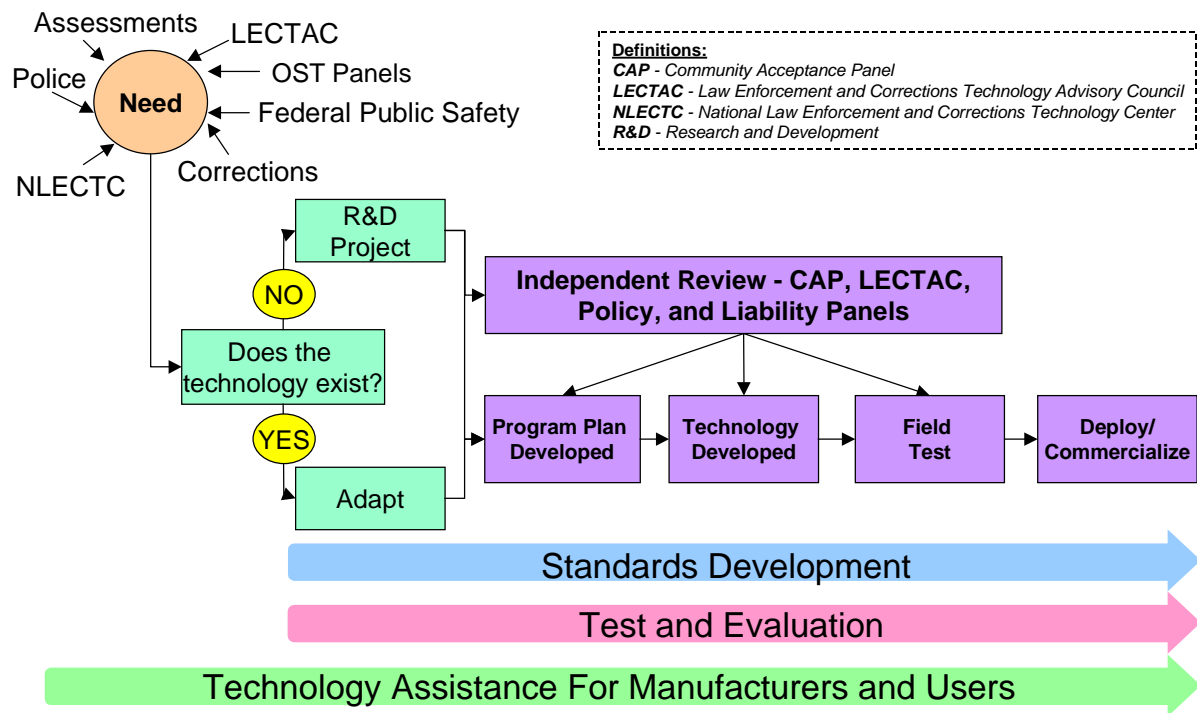 Assessments
LECTAC
Police
OST Panels
Need
Federal Public Safety
NLECTC
Corrections
Definitions:
CAP - Community Acceptance Panel
LECTAC - Law Enforcement and Corrections Technology Advisory Council
NLECTC - National Law Enforcement and Corrections Technology Center
R&D - Research and Development
R&D
Project
NO
Does the
technology exist?
YES
Adapt
Independent Review - CAP, LECTAC,
Policy, and Liability Panels
Program Plan
Developed
Technology
Developed
Field
Test
Deploy/
Commercialize
Standards Development
Test and Evaluation
Technology Assistance For Manufacturers and Users